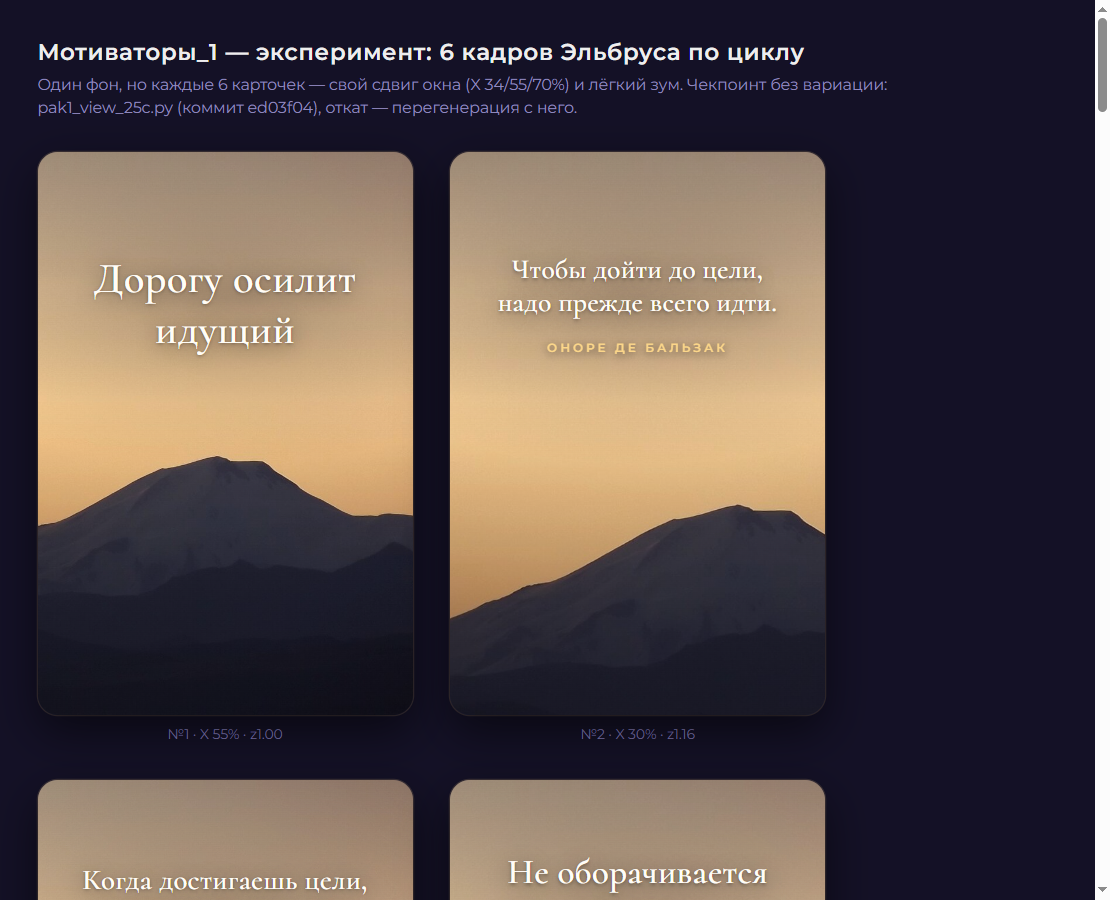 Мотиваторы_1 — эксперимент: 6 кадров Эльбруса по циклу
Один фон, но каждые 6 карточек — свой сдвиг окна (X 34/55/70%) и лёгкий зум. Чекпоинт без вариации:
pak1_view_25c.py (коммит ed03f04), откат — перегенерация с него.
Дорогу осилит
идущий
№1 · X 55% · z1.00
Чтобы дойти до цели,
надо прежде всего идти.
ОНОРЕ ДЕ БАЛЬЗАК
№2 · X 30% · z1.16
Когда достигаешь цели,
Не оборачивается